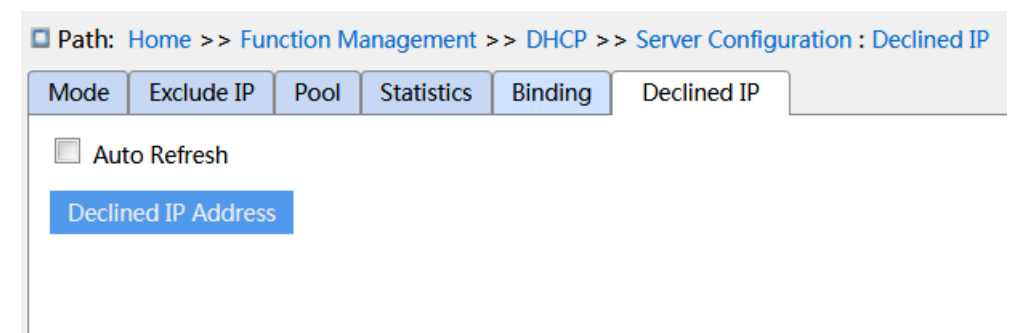 Path: Home >> Function Management >> DHCP >> Server Configuration : Declined IP
Mode Exclude IP Pool Statistics Binding Declined IP
Auto Refresh
Declined IP Address